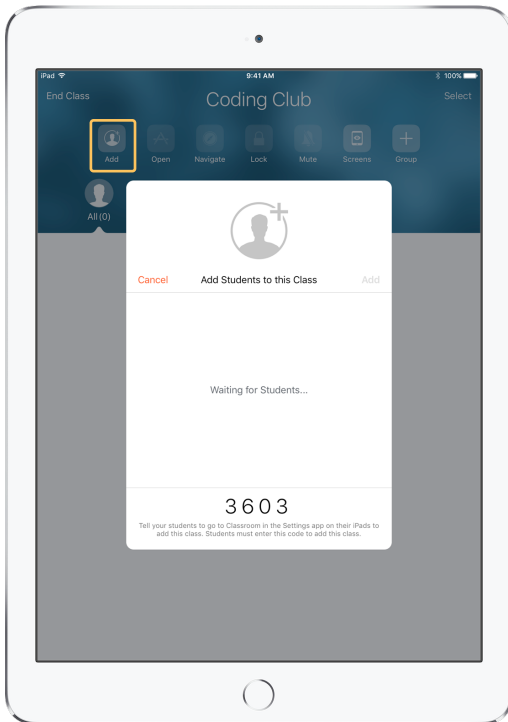 iPad 9:41 AM 100%
End Class Coding Club Select
Add Open Navigate Lock Mute Screens Group
All (0)
Cancel Add Students to this Class Add
Waiting for Students...
3603
Tell your students to go to Classroom in the Settings app on their iPads to
add this class. Students must enter this code to add this class.